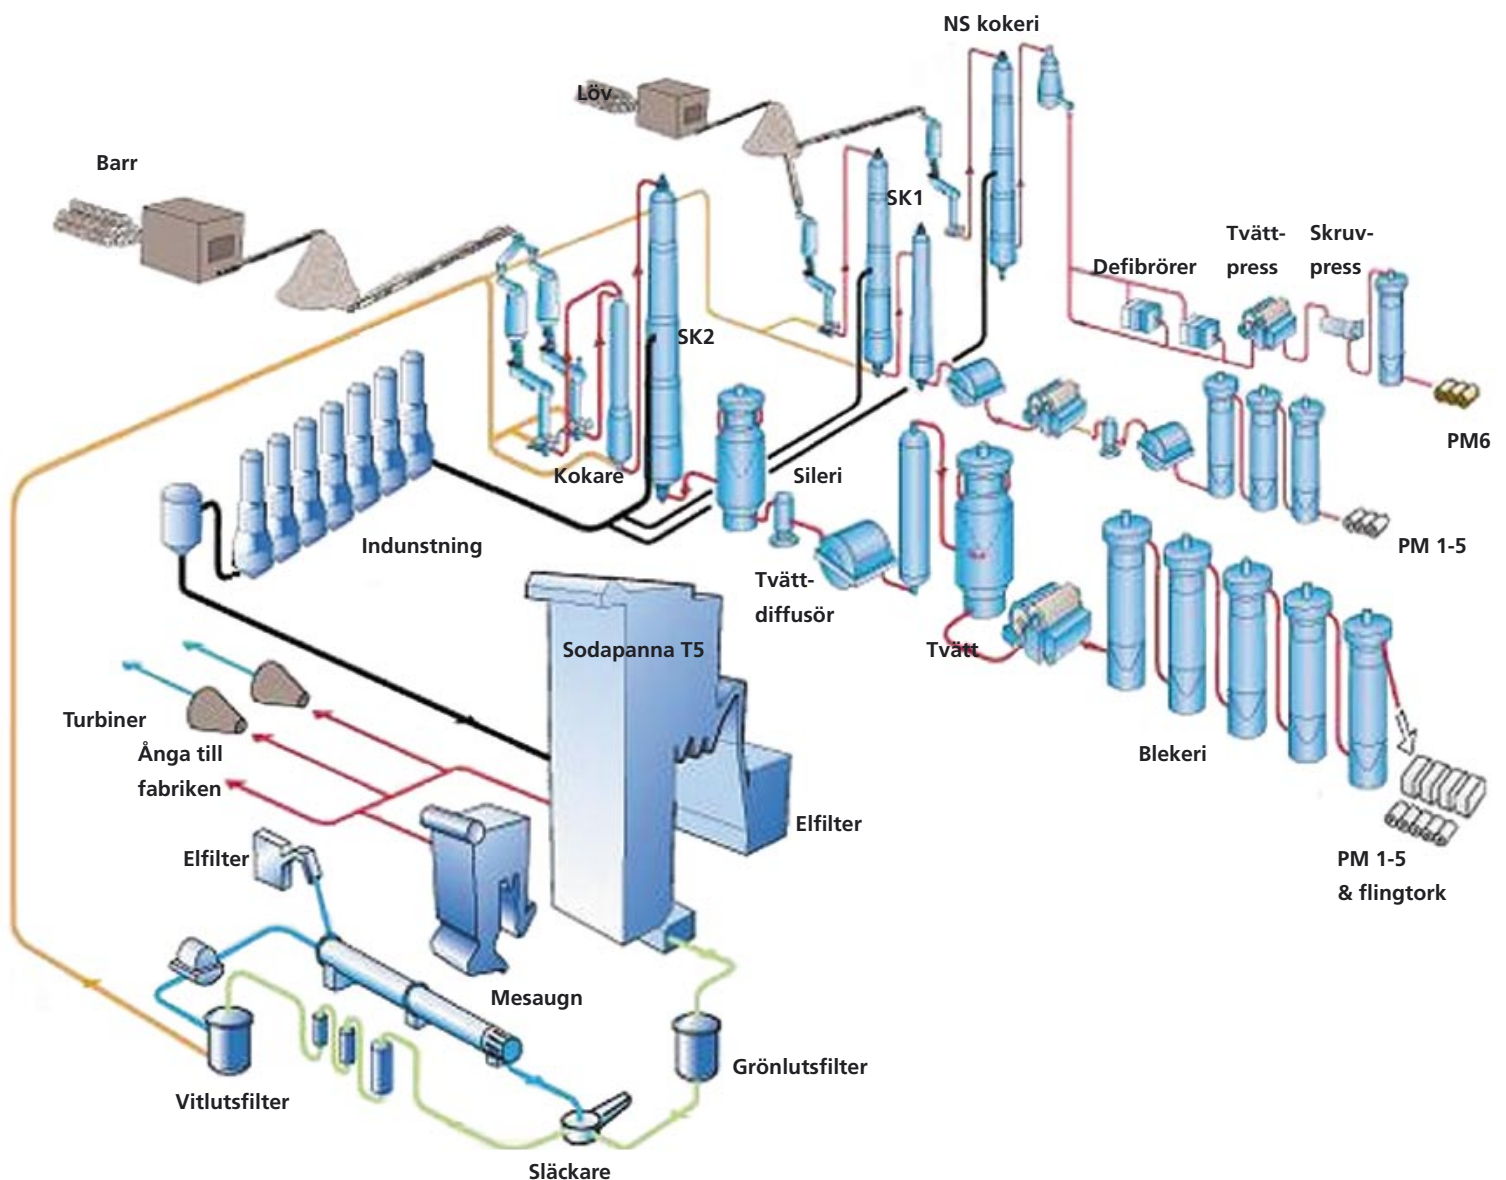 NS kokeri
Löv
Barr
SK1
Tvätt-
press
Skruv-
press
Defibrörer
SK2
PM6
Kokare
Sileri
Indunstning
PM 1-5
Tvätt-
diffusör
Sodapanna T5
Tvätt
Turbiner
Ånga till
fabriken
Blekeri
Elfilter
Elfilter
PM 1-5
& flingtork
Mesaugn
Grönlutsfilter
Vitlutsfilter
Släckare